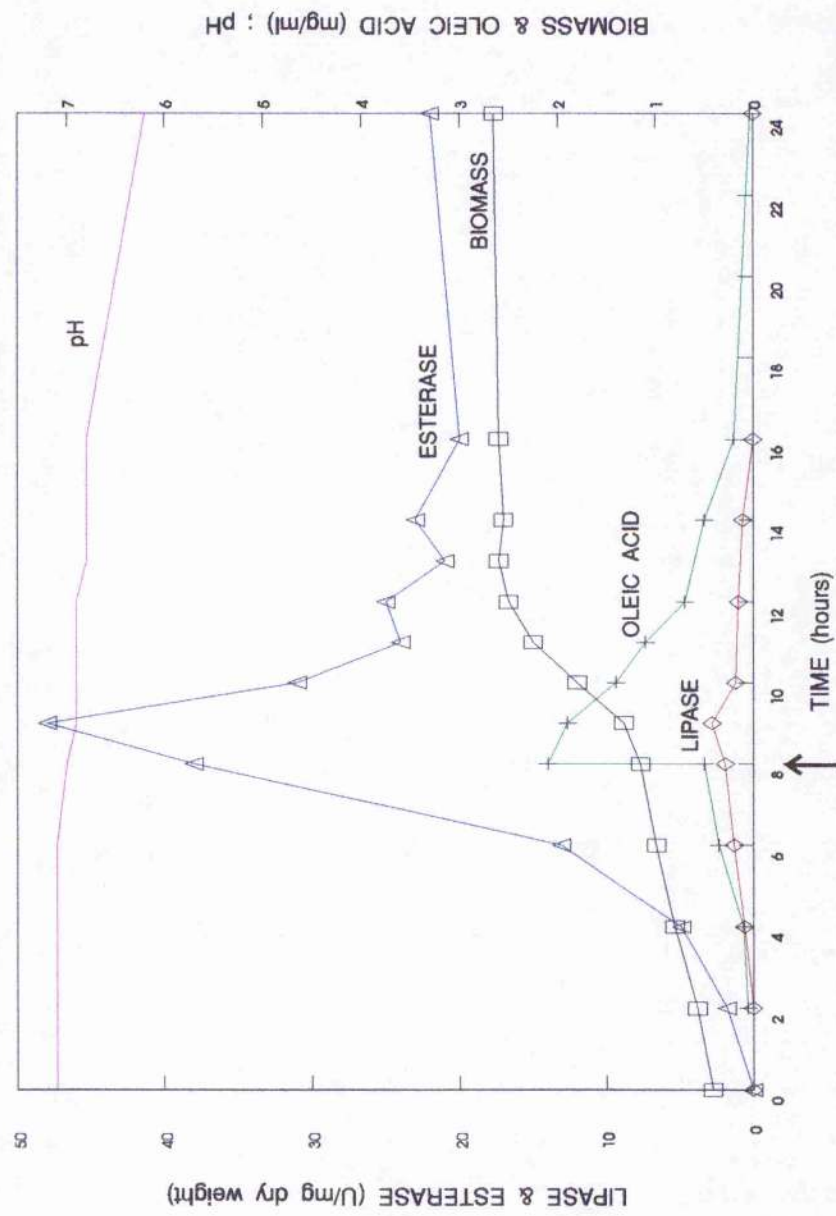 BIOMASS & OLEIC ACID (mg/ml) ; pH
7
6
5
4
3
2
1
0
pH
ESTERASE
BIOMASS
OLEIC ACID
LIPASE
50
40
30
20
10
0
LIPASE & ESTERASE (U/mg dry weight)
0 2 4 6 8 10 12 14 16 18 20 22 24
TIME (hours)